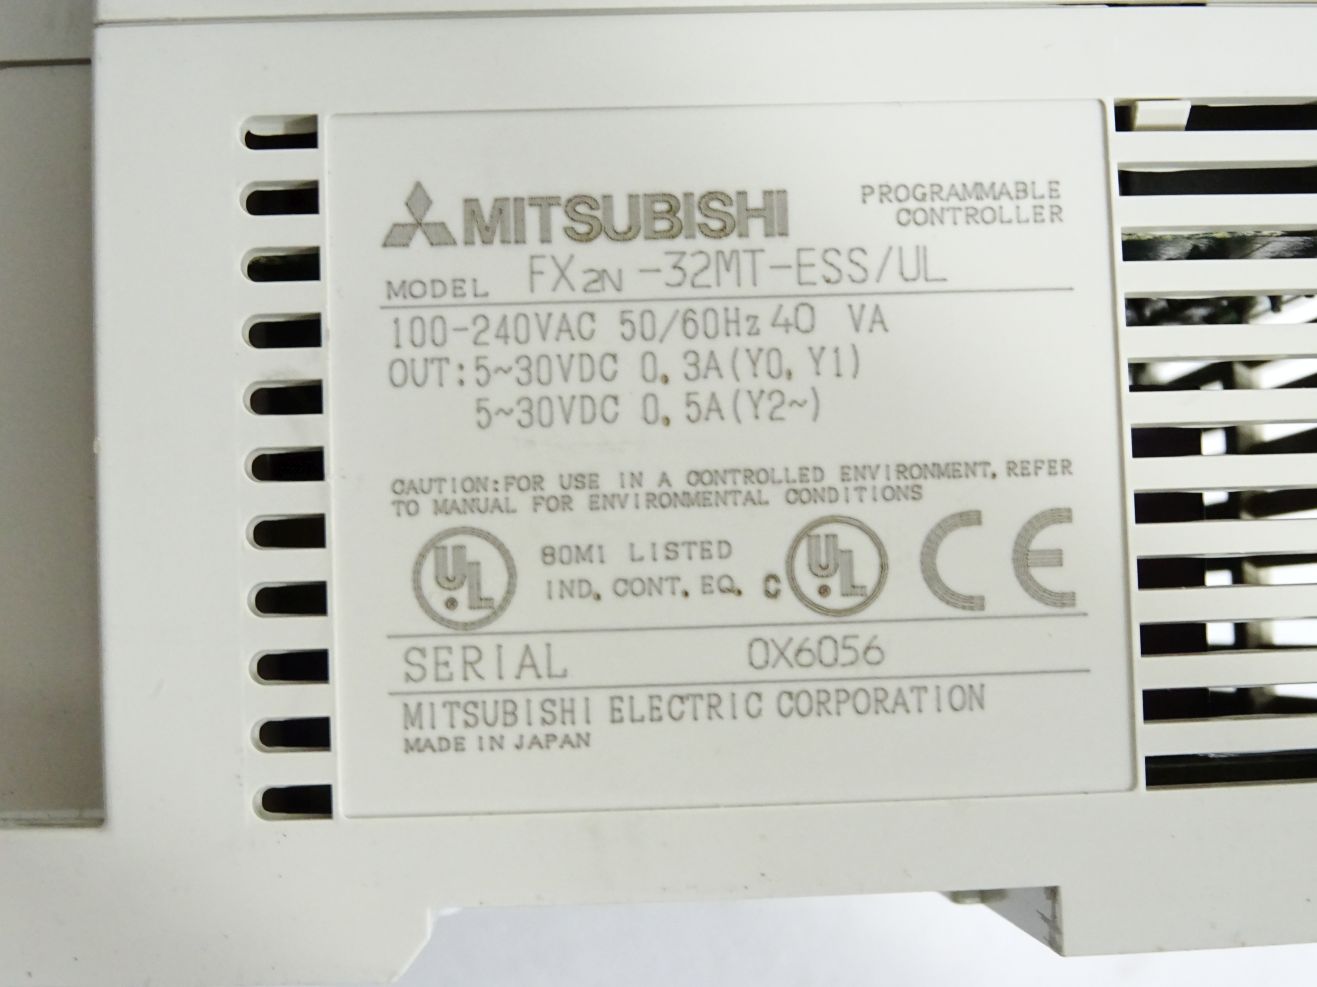 MITSUBISHI
PROGRAMMABLE
CONTROLLER
MODEL FX2N-32MT-ESS/UL
100-240VAC 50/60Hz 40 VA
OUT:5~30VDC 0.3A(Y0,Y1)
5~30VDC 0.5A(Y2~)
CAUTION:FOR USE IN A CONTROLLED ENVIRONMENT, REFER
TO MANUAL FOR ENVIRONMENTAL CONDITIONS
UL 80M1 LISTED
IND. CONT. EQ. C UL CE
SERIAL 0X6056
MITSUBISHI ELECTRIC CORPORATION
MADE IN JAPAN